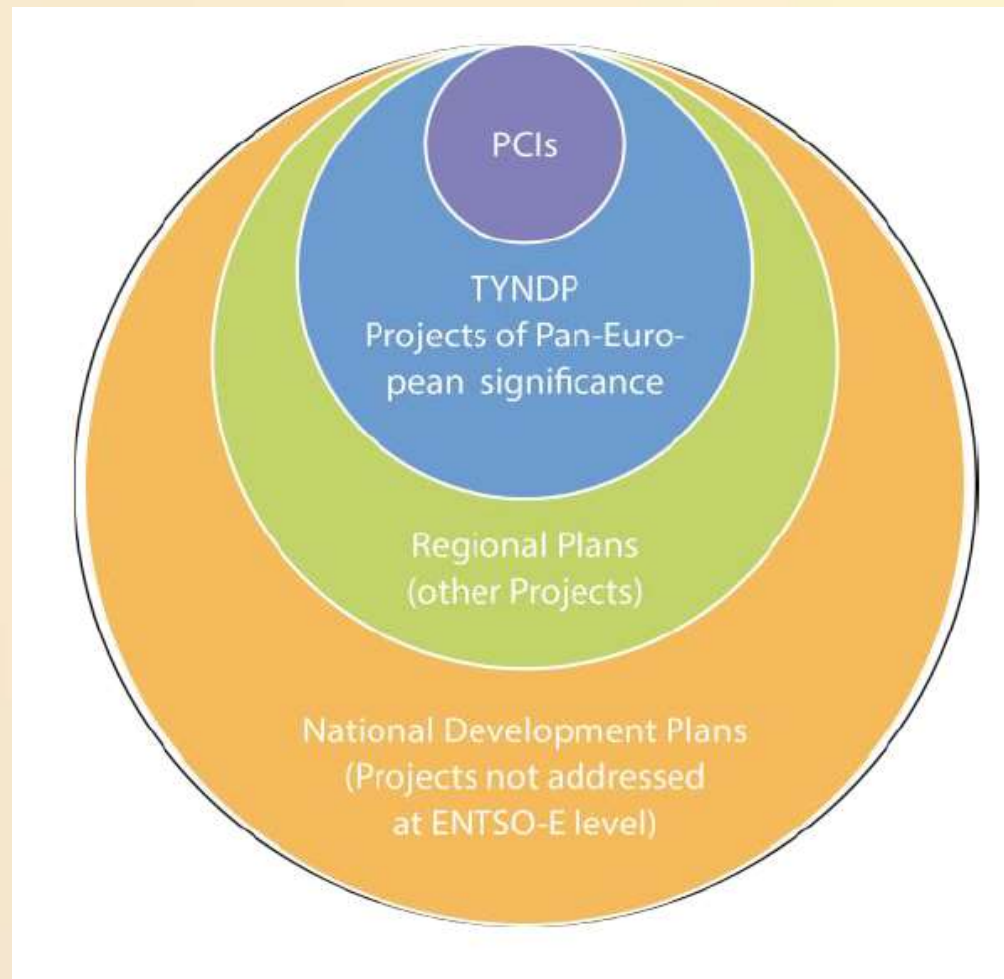 PCIs
TYNDP
Projects of Pan-Euro-
pean significance
Regional Plans
(other Projects)
National Development Plans
(Projects not addressed
at ENTSO-E level)